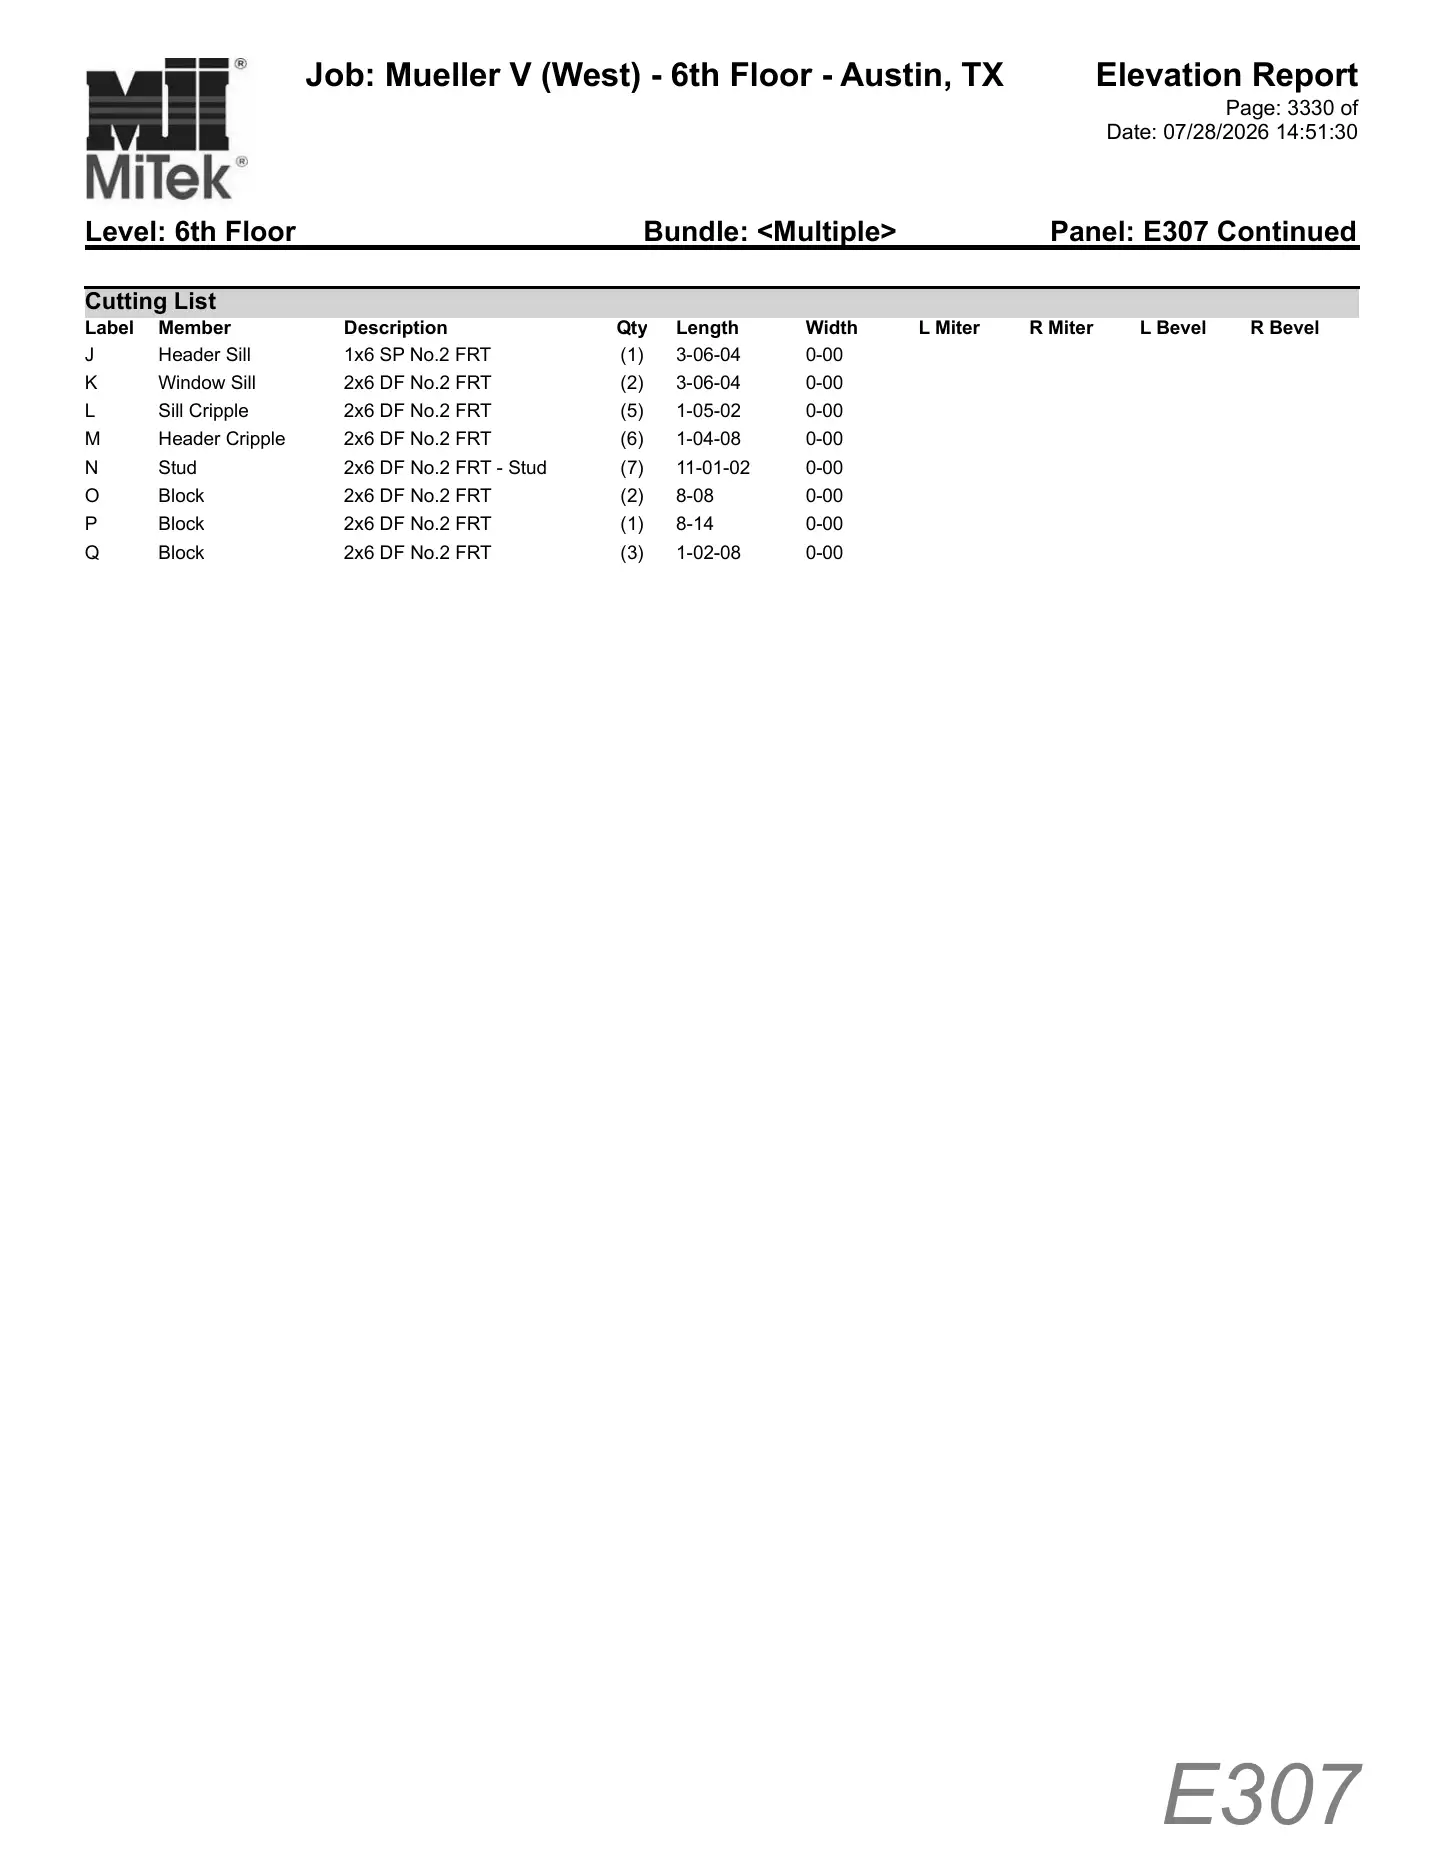 MiTek®
Job: Mueller V (West) - 6th Floor - Austin, TX
Elevation Report
Page: 3330 of
Date: 07/28/2026 14:51:30
Level: 6th Floor Bundle: <Multiple> Panel: E307 Continued
Cutting List
Label Member Description Qty Length Width L Miter R Miter L Bevel R Bevel
J Header Sill 1x6 SP No.2 FRT (1) 3-06-04 0-00
K Window Sill 2x6 DF No.2 FRT (2) 3-06-04 0-00
L Sill Cripple 2x6 DF No.2 FRT (5) 1-05-02 0-00
M Header Cripple 2x6 DF No.2 FRT (6) 1-04-08 0-00
N Stud 2x6 DF No.2 FRT - Stud (7) 11-01-02 0-00
O Block 2x6 DF No.2 FRT (2) 8-08 0-00
P Block 2x6 DF No.2 FRT (1) 8-14 0-00
Q Block 2x6 DF No.2 FRT (3) 1-02-08 0-00
E307